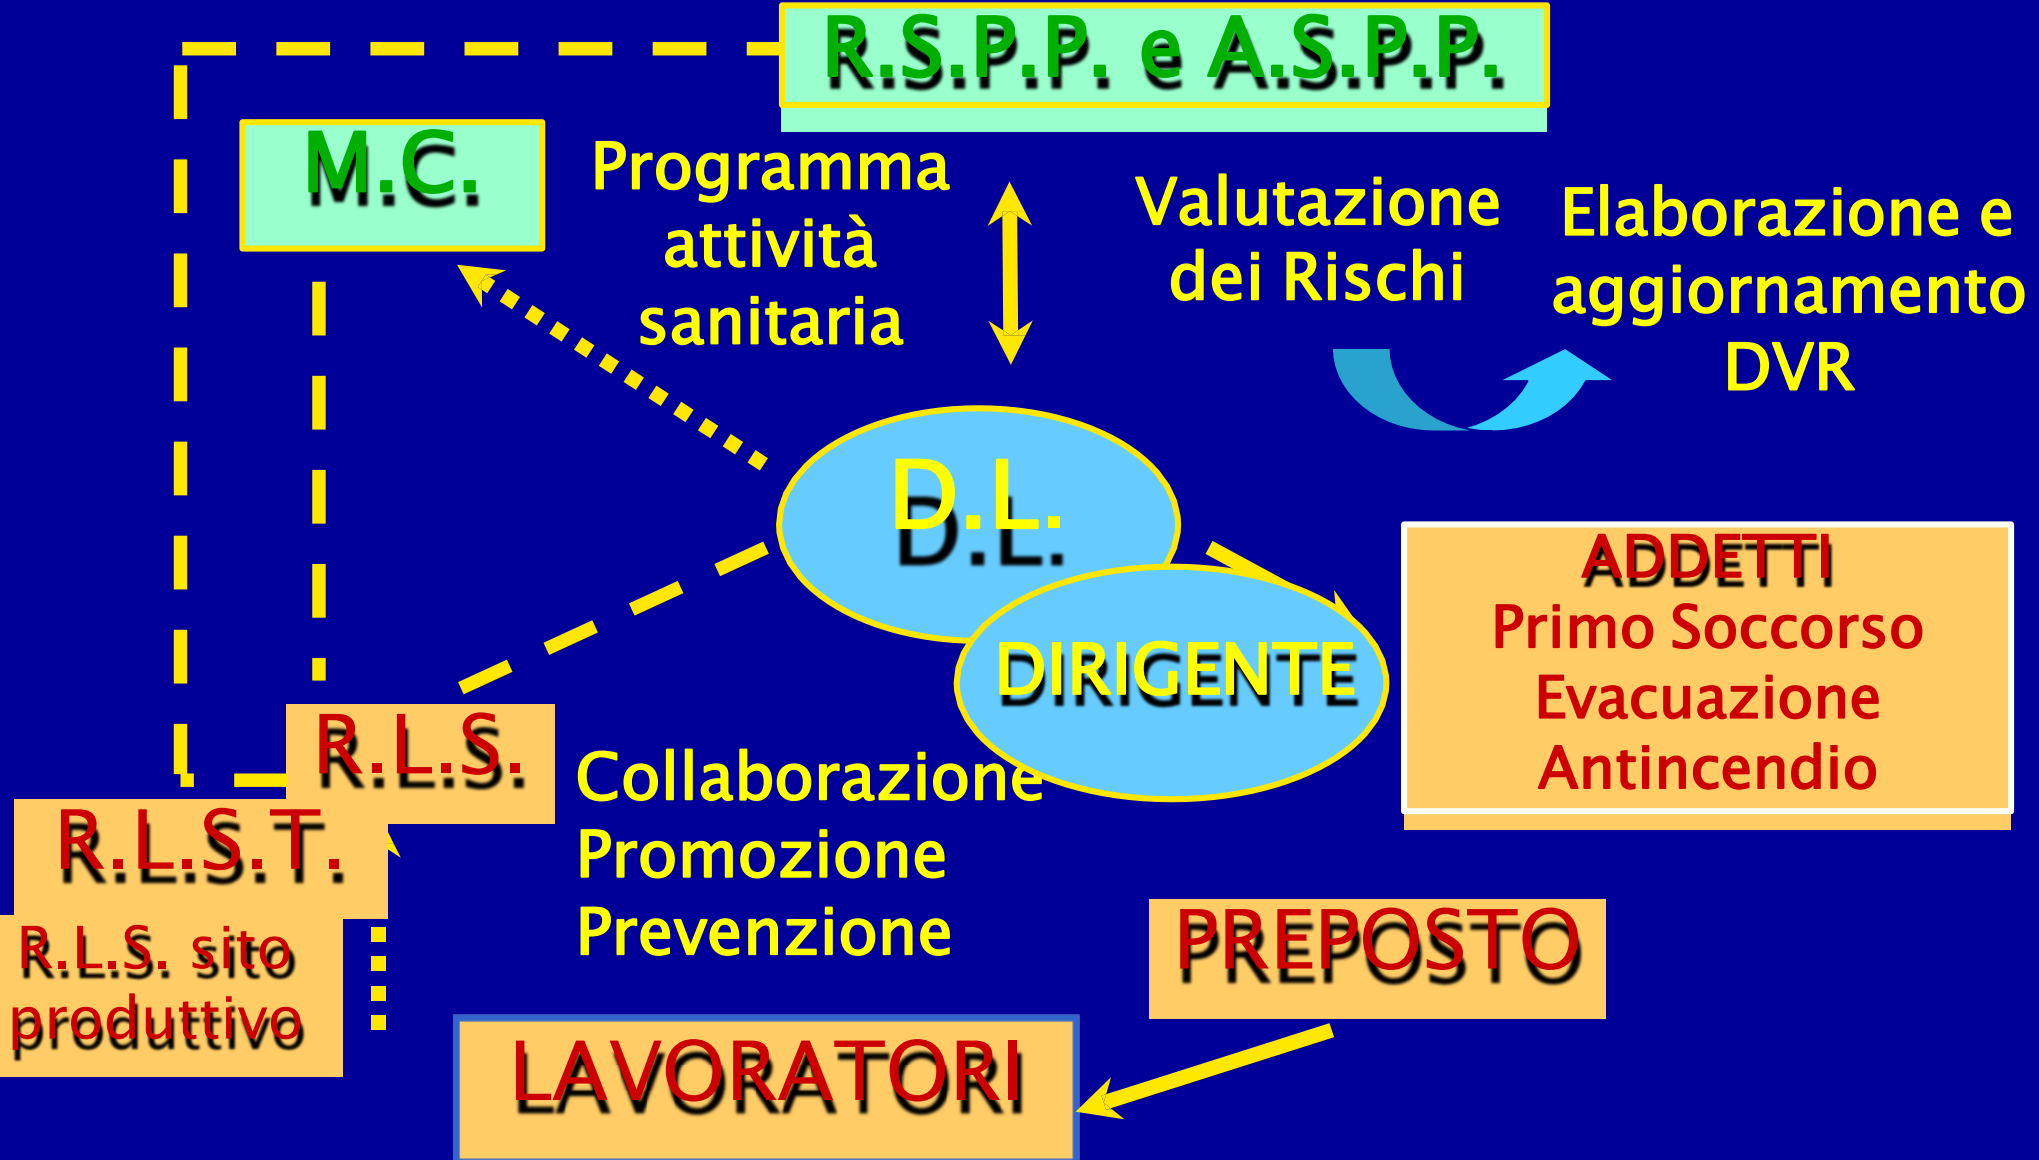 R.S.P.P. e A.S.P.P.
M.C.
Programma
attività
sanitaria
Valutazione
dei Rischi
Elaborazione e
aggiornamento
DVR
D.L.
DIRIGENTE
ADDETTI
Primo Soccorso
Evacuazione
Antincendio
R.L.S.
R.L.S.T.
R.L.S. sito
produttivo
Collaborazione
Promozione
Prevenzione
PREPOSTO
LAVORATORI